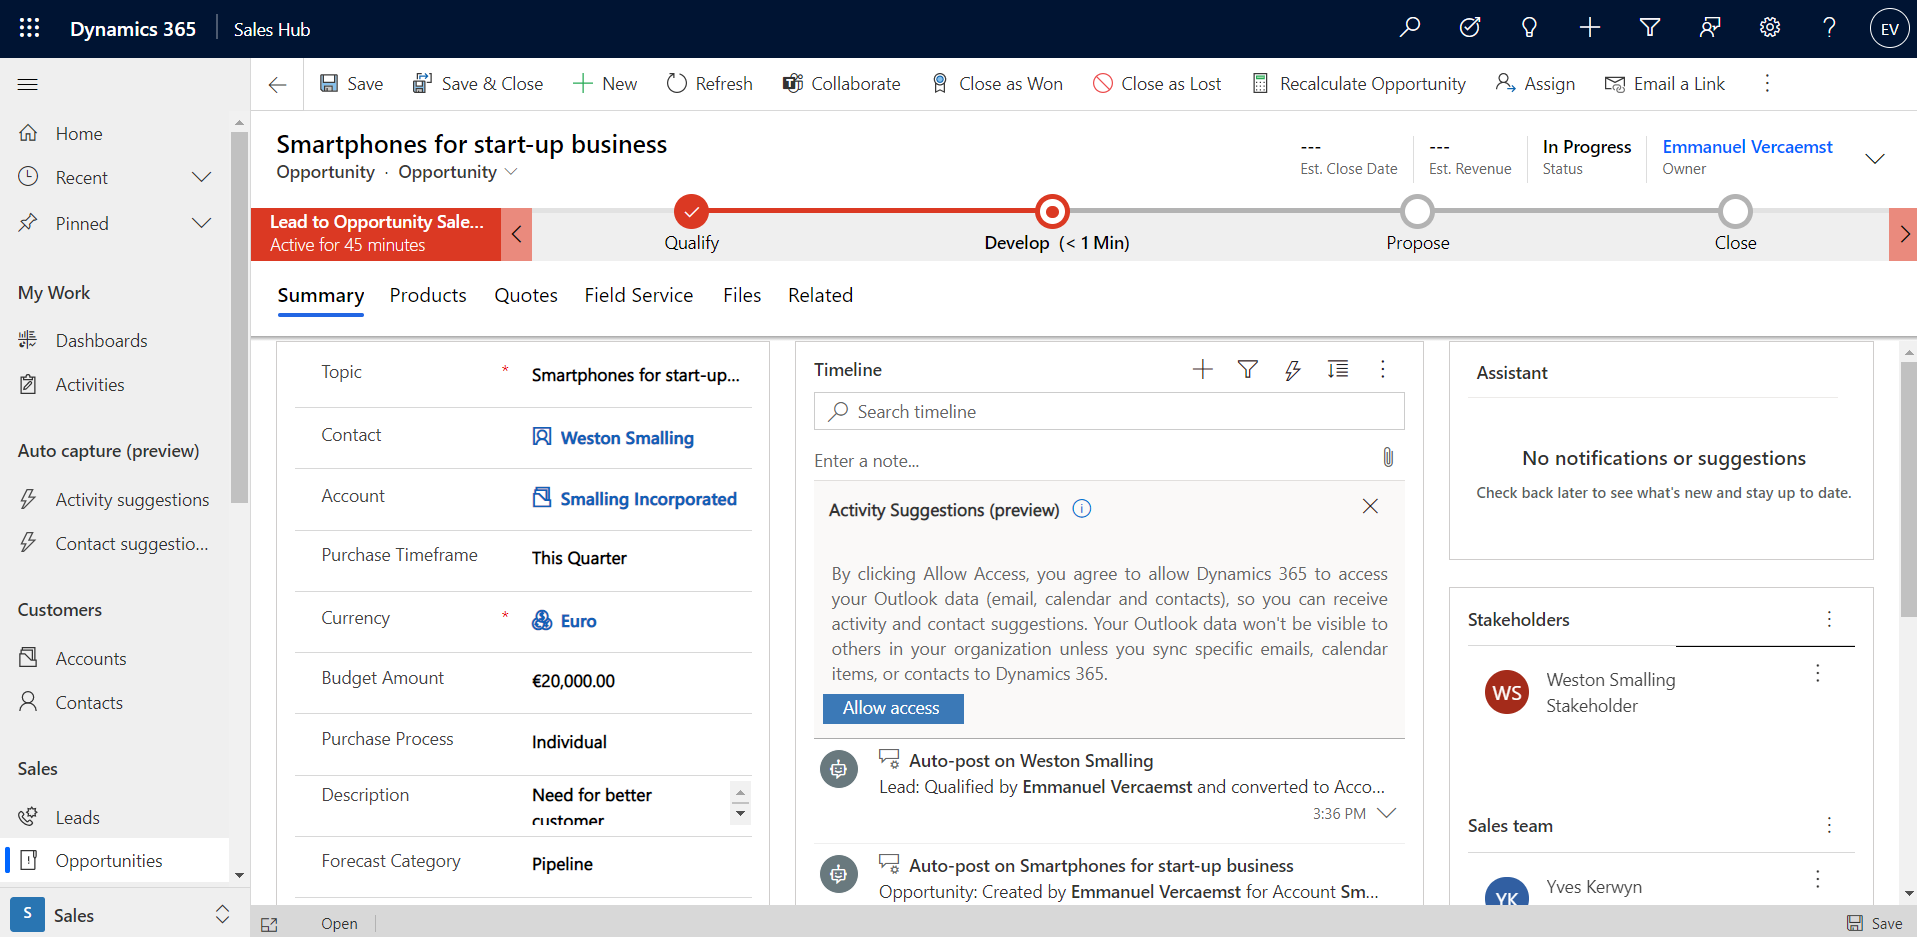 Dynamics 365
Sales Hub
EV
Save
Save & Close
New
Refresh
Collaborate
Close as Won
Close as Lost
Recalculate Opportunity
Assign
Email a Link
Home
Recent
Pinned
My Work
Dashboards
Activities
Auto capture (preview)
Activity suggestions
Contact suggestio...
Customers
Accounts
Contacts
Sales
Leads
Opportunities
S
Sales
Smartphones for start-up business
Opportunity · Opportunity
---
Est. Close Date
---
Est. Revenue
In Progress
Status
Emmanuel Vercaemst
Owner
Lead to Opportunity Sale...
Active for 45 minutes
Qualify
Develop (< 1 Min)
Propose
Close
Summary
Products
Quotes
Field Service
Files
Related
Topic * Smartphones for start-up...
Contact Weston Smalling
Account Smalling Incorporated
Purchase Timeframe This Quarter
Currency * Euro
Budget Amount €20,000.00
Purchase Process Individual
Description Need for better
customer
Forecast Category Pipeline
Timeline
Search timeline
Enter a note...
Activity Suggestions (preview)
By clicking Allow Access, you agree to allow Dynamics 365 to access
your Outlook data (email, calendar and contacts), so you can receive
activity and contact suggestions. Your Outlook data won't be visible to
others in your organization unless you sync specific emails, calendar
items, or contacts to Dynamics 365.
Allow access
Auto-post on Weston Smalling
Lead: Qualified by Emmanuel Vercaemst and converted to Acco...
3:36 PM
Auto-post on Smartphones for start-up business
Opportunity: Created by Emmanuel Vercaemst for Account Sm...
Assistant
No notifications or suggestions
Check back later to see what's new and stay up to date.
Stakeholders
WS
Weston Smalling
Stakeholder
Sales team
YK
Yves Kerwyn
Open
Save